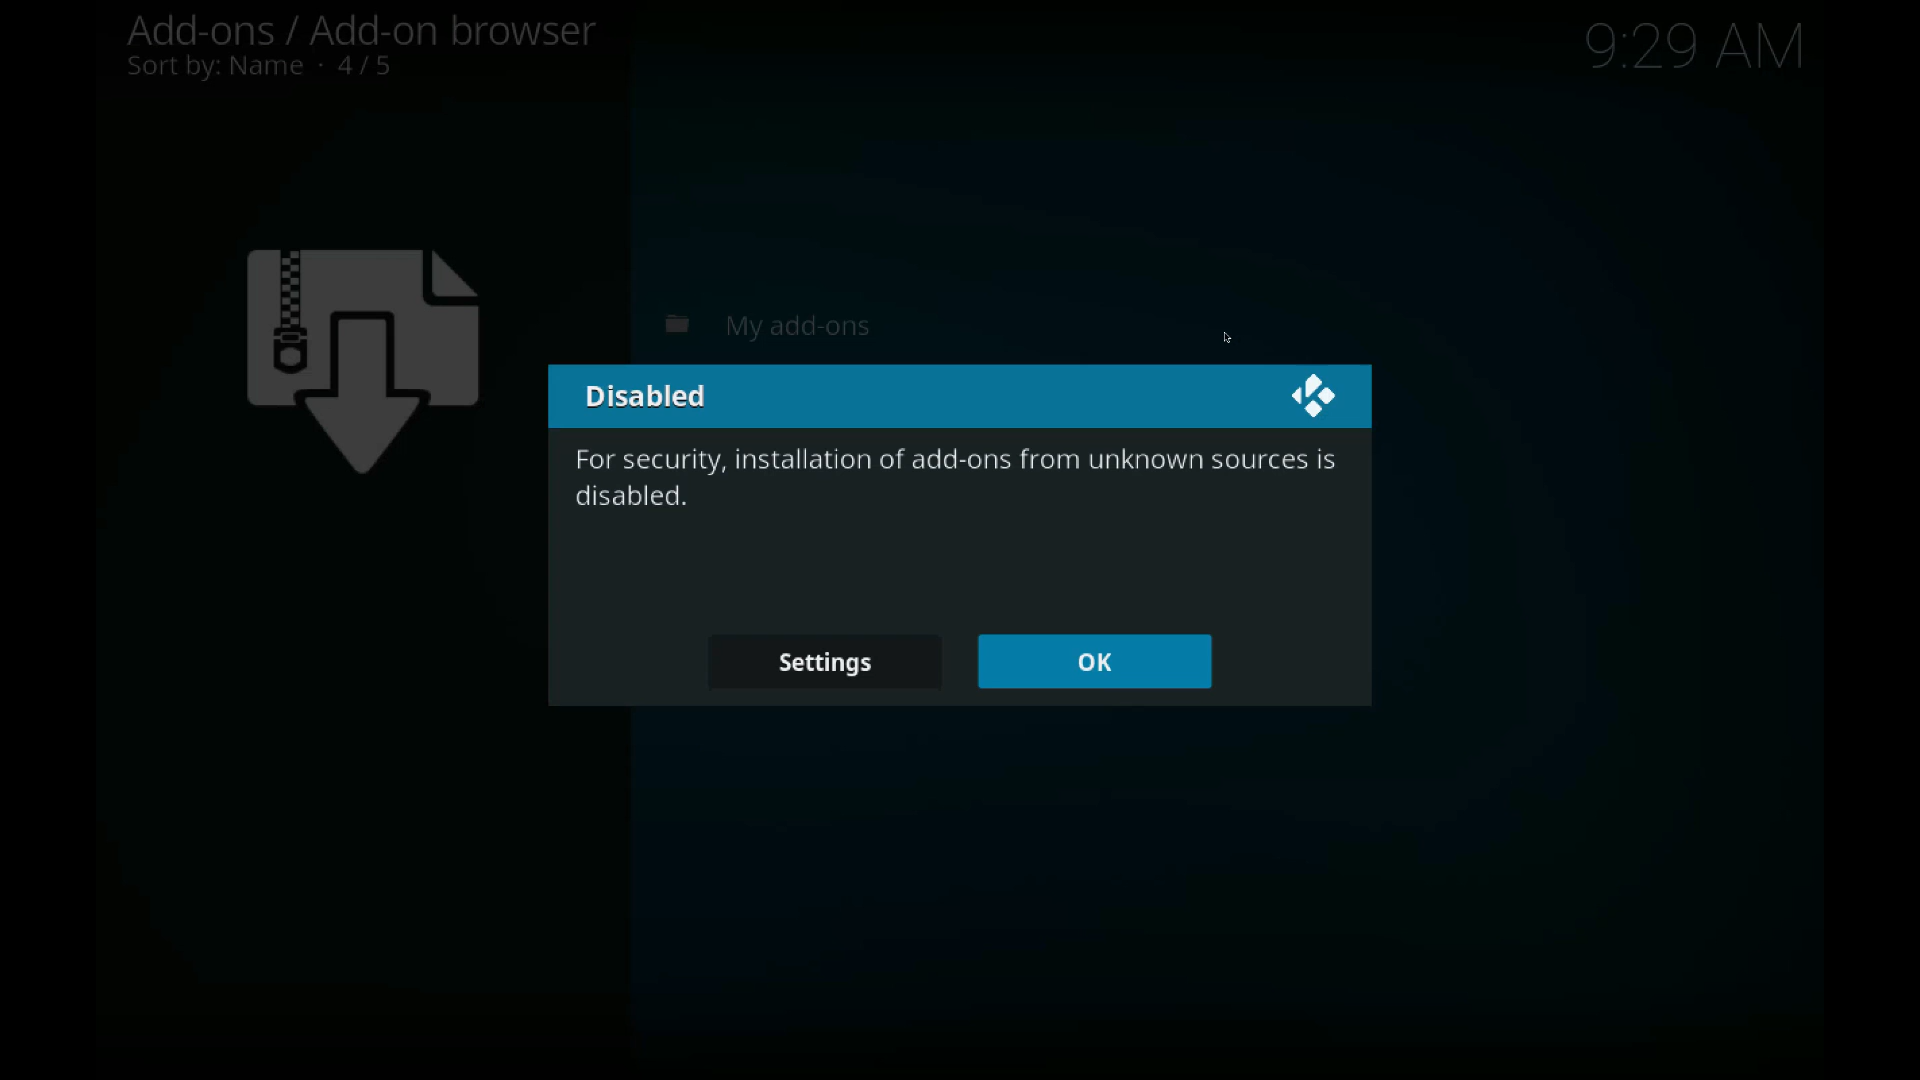 Add-ons / Add-on browser
Sort by: Name · 4 / 5
9:29 AM
My add-ons
Disabled
For security, installation of add-ons from unknown sources is
disabled.
Settings
OK